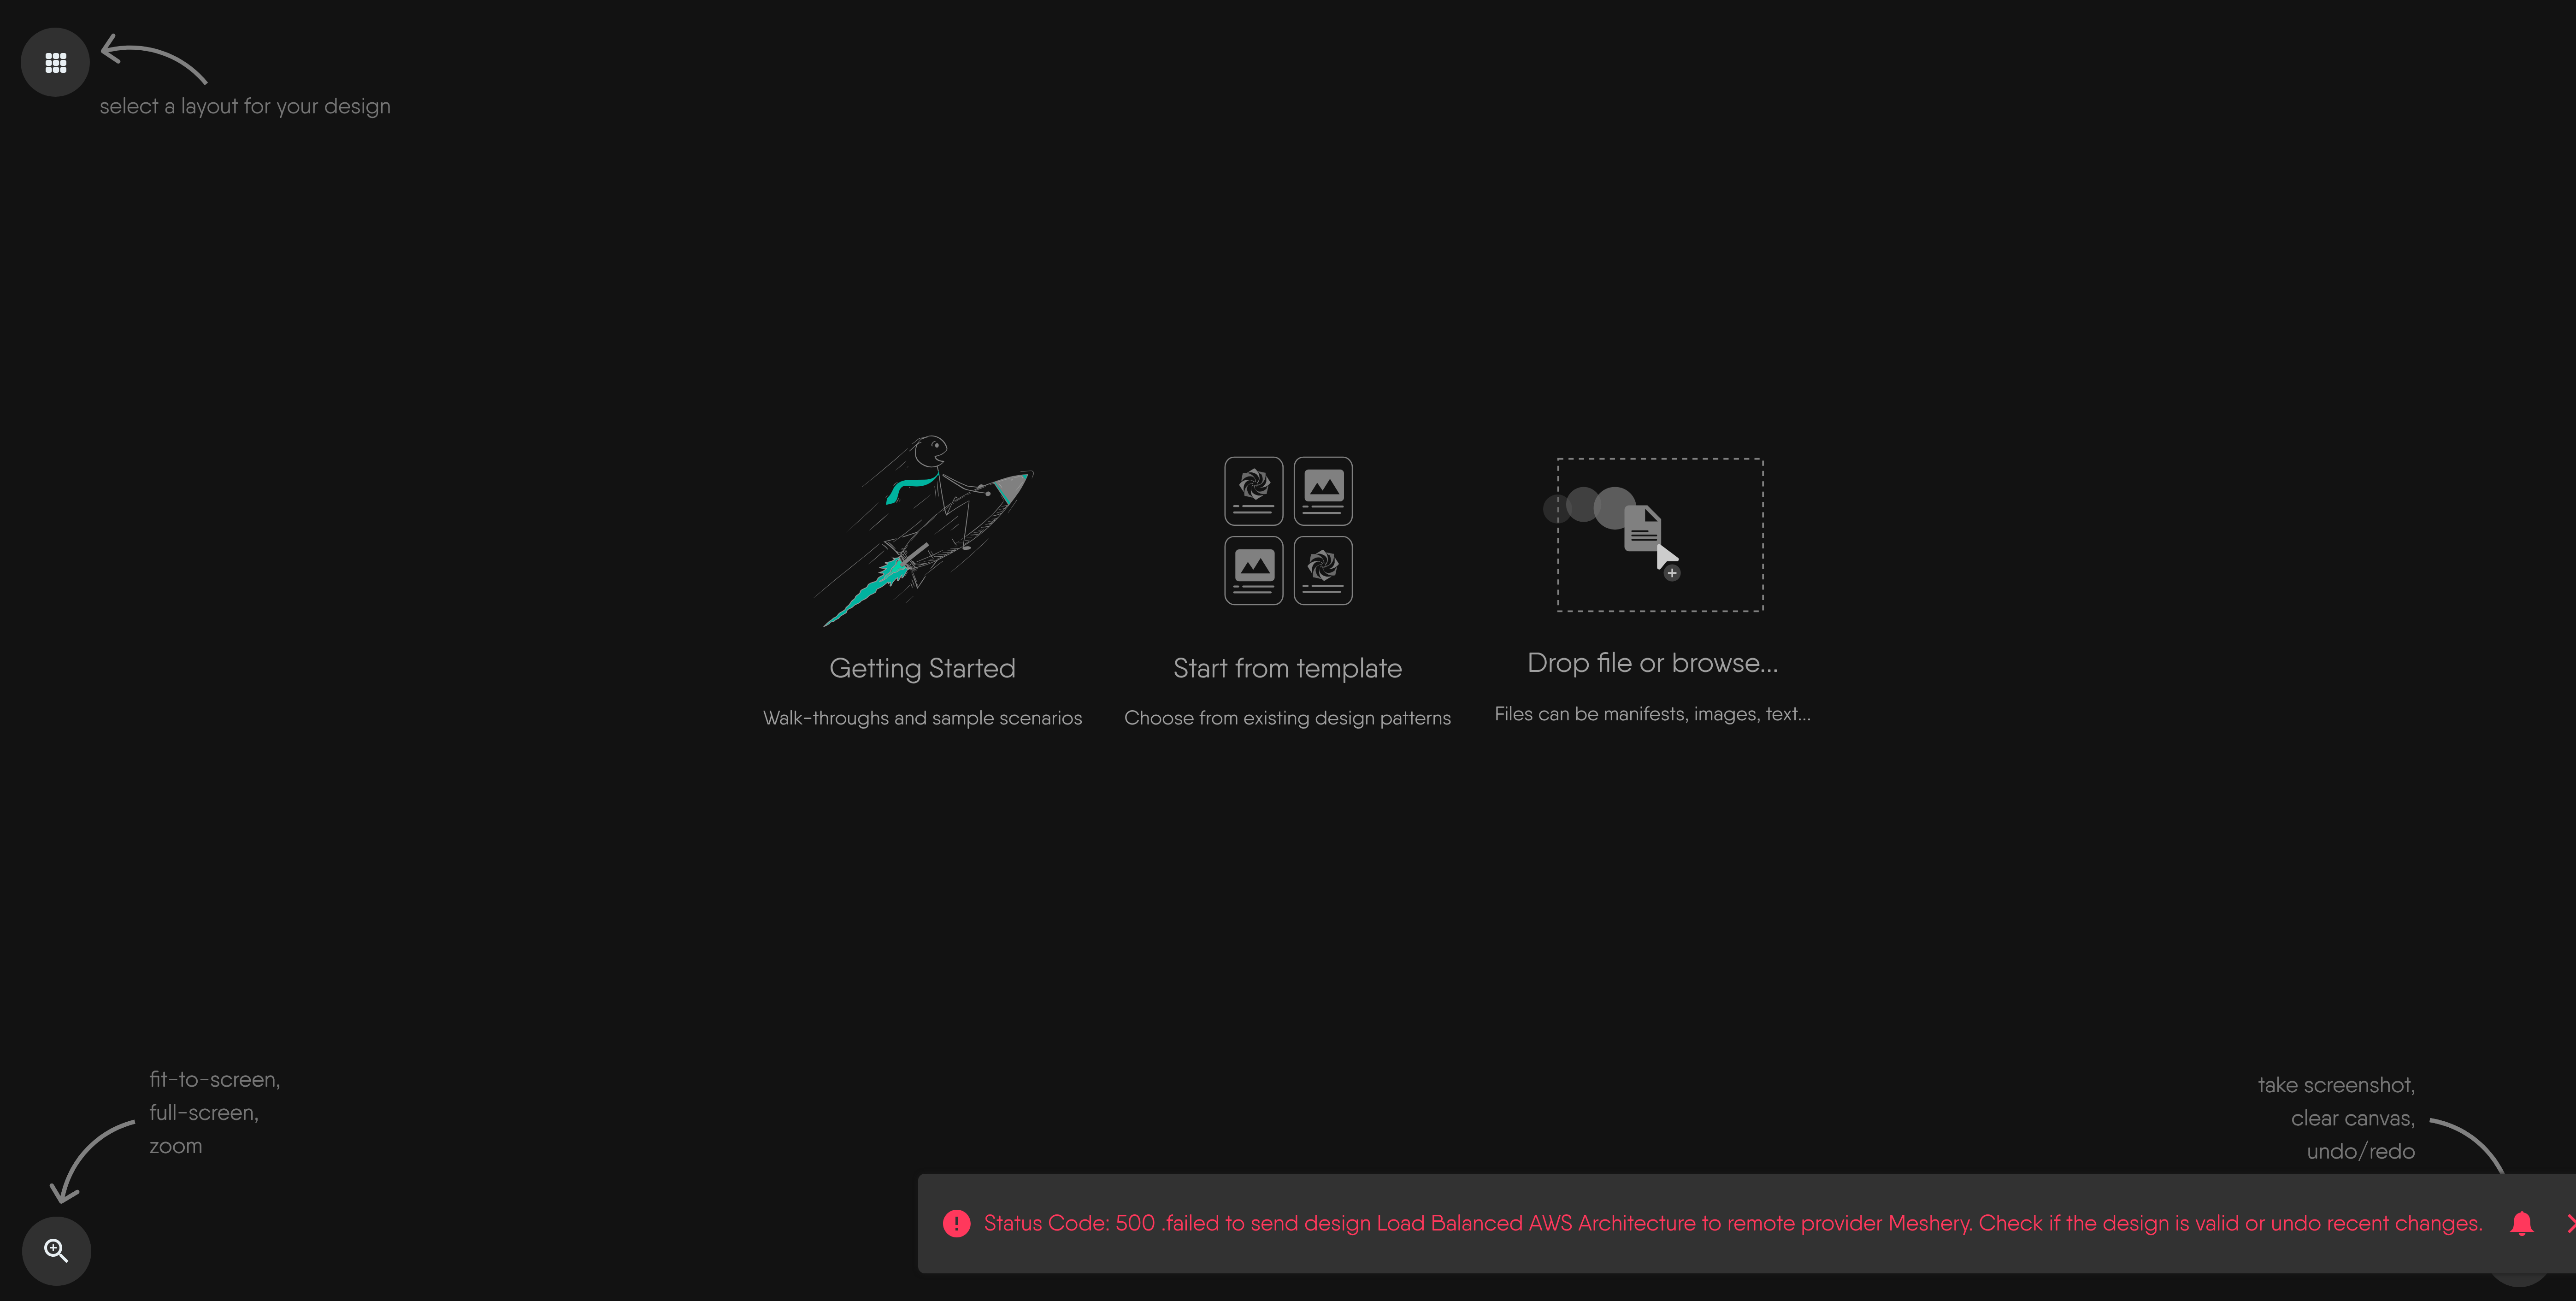 select a layout for your design
Getting Started
Walk-throughs and sample scenarios
Start from template
Choose from existing design patterns
Drop file or browse...
Files can be manifests, images, text...
fit-to-screen,
full-screen,
zoom
take screenshot,
clear canvas,
undo/redo
Status Code: 500 .failed to send design Load Balanced AWS Architecture to remote provider Meshery. Check if the design is valid or undo recent changes.